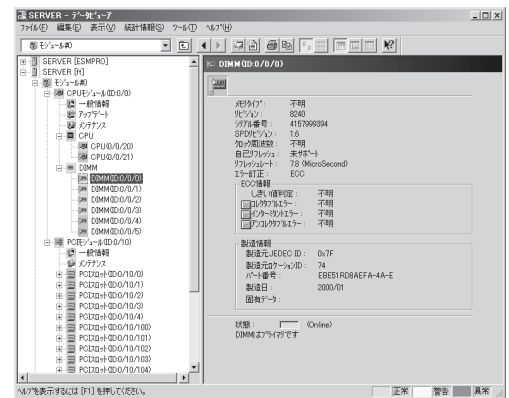 SERVER - ﾃﾞｰﾀﾋﾞｭｰｱ
ﾌｧｲﾙ(F) 編集(E) 表示(V) 統計情報(S) ﾂｰﾙ(T) ﾍﾙﾌﾟ(H)
ﾓｼﾞｭｰﾙ#0
SERVER [ESMPRO]
SERVER [ft]
ﾓｼﾞｭｰﾙ#0
CPUﾓｼﾞｭｰﾙ(ID:0/0)
一般情報
ｱｯﾌﾟﾃﾞｰﾄ
ﾒﾝﾃﾅﾝｽ
CPU
CPU(0/0/20)
CPU(0/0/21)
DIMM
DIMM(ID:0/0/0)
DIMM(ID:0/0/1)
DIMM(ID:0/0/2)
DIMM(ID:0/0/3)
DIMM(ID:0/0/4)
DIMM(ID:0/0/5)
PCIﾓｼﾞｭｰﾙ(ID:0/10)
一般情報
ﾒﾝﾃﾅﾝｽ
PCIｽﾛｯﾄ(ID:0/10/0)
PCIｽﾛｯﾄ(ID:0/10/1)
PCIｽﾛｯﾄ(ID:0/10/2)
PCIｽﾛｯﾄ(ID:0/10/3)
PCIｽﾛｯﾄ(ID:0/10/4)
PCIｽﾛｯﾄ(ID:0/10/100)
PCIｽﾛｯﾄ(ID:0/10/101)
PCIｽﾛｯﾄ(ID:0/10/102)
PCIｽﾛｯﾄ(ID:0/10/103)
PCIｽﾛｯﾄ(ID:0/10/104)
DIMM(ID:0/0/0)
ﾒﾓﾘﾀｲﾌﾟ: 不明
ﾘﾋﾞｼﾞｮﾝ: 8240
ｼﾘｱﾙ番号: 4157999394
SPDﾘﾋﾞｼﾞｮﾝ: 1.6
ｸﾛｯｸ周波数: 不明
自己ﾘﾌﾚｯｼｭ: 未ｻﾎﾟｰﾄ
ﾘﾌﾚｯｼｭﾚｰﾄ: 7.8 (MicroSecond)
ｴﾗｰ訂正: ECC
ECC情報
しきい値判定: 不明
ｺﾚｸﾀﾌﾞﾙｴﾗｰ: 不明
ｲﾝﾀｰﾐﾀﾝﾄｴﾗｰ: 不明
ｱﾝｺﾚｸﾀﾌﾞﾙｴﾗｰ: 不明
製造情報
製造元JEDEC ID: 0x7F
製造元ﾛｹｰｼｮﾝID: 74
ﾊﾟｰﾄ番号: EBE51RD8AEFA-4A-E
製造日: 2000/01
固有ﾃﾞｰﾀ:
状態: (Online)
DIMMはﾌﾟﾗｲﾏﾘです
ﾍﾙﾌﾟを表示するには [F1] を押してください。
正常 警告 異常